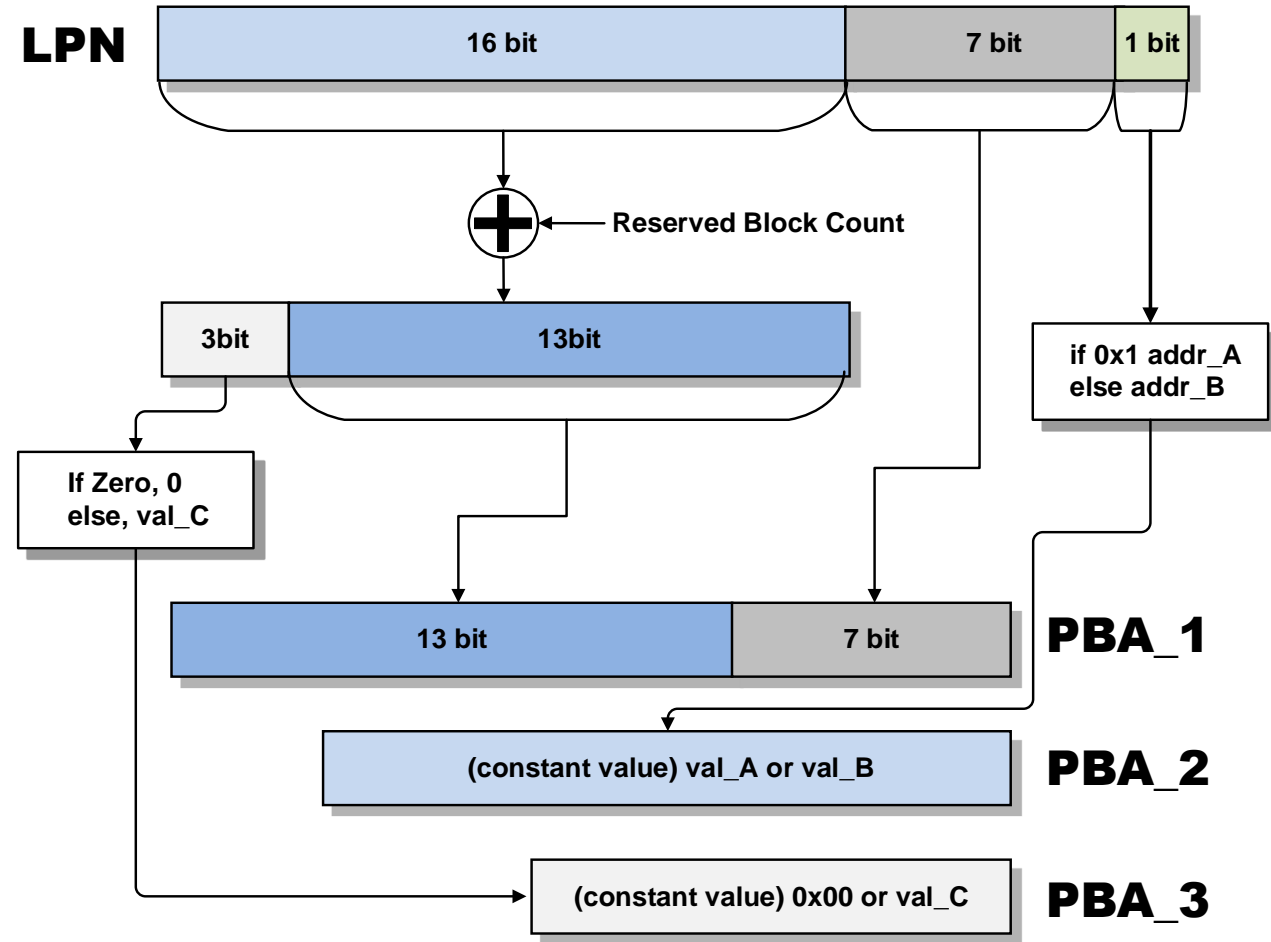 LPN
16 bit
7 bit
1 bit
Reserved Block Count
3bit
13bit
if 0x1 addr_A
else addr_B
If Zero, 0
else, val_C
13 bit
7 bit
PBA_1
(constant value) val_A or val_B
PBA_2
(constant value) 0x00 or val_C
PBA_3